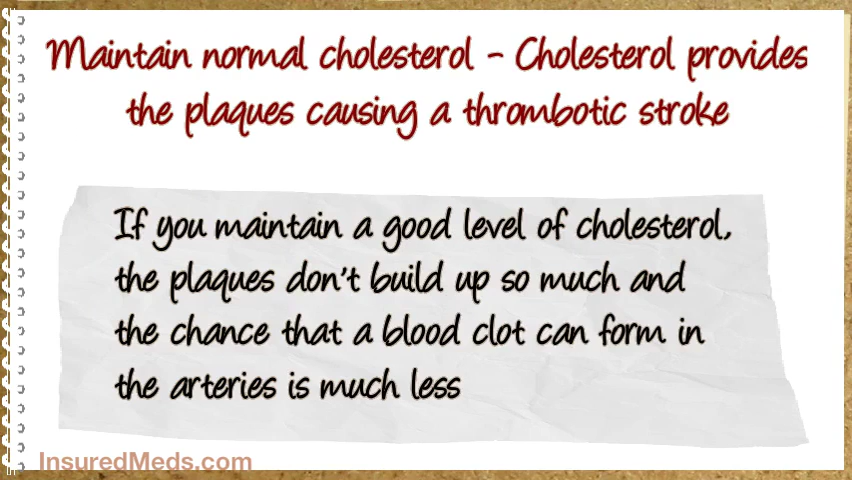 Maintain normal cholesterol - Cholesterol provides
the plaques causing a thrombotic stroke
If you maintain a good level of cholesterol,
the plaques don't build up so much and
the chance that a blood clot can form in
the arteries is much less
InsuredMeds.com